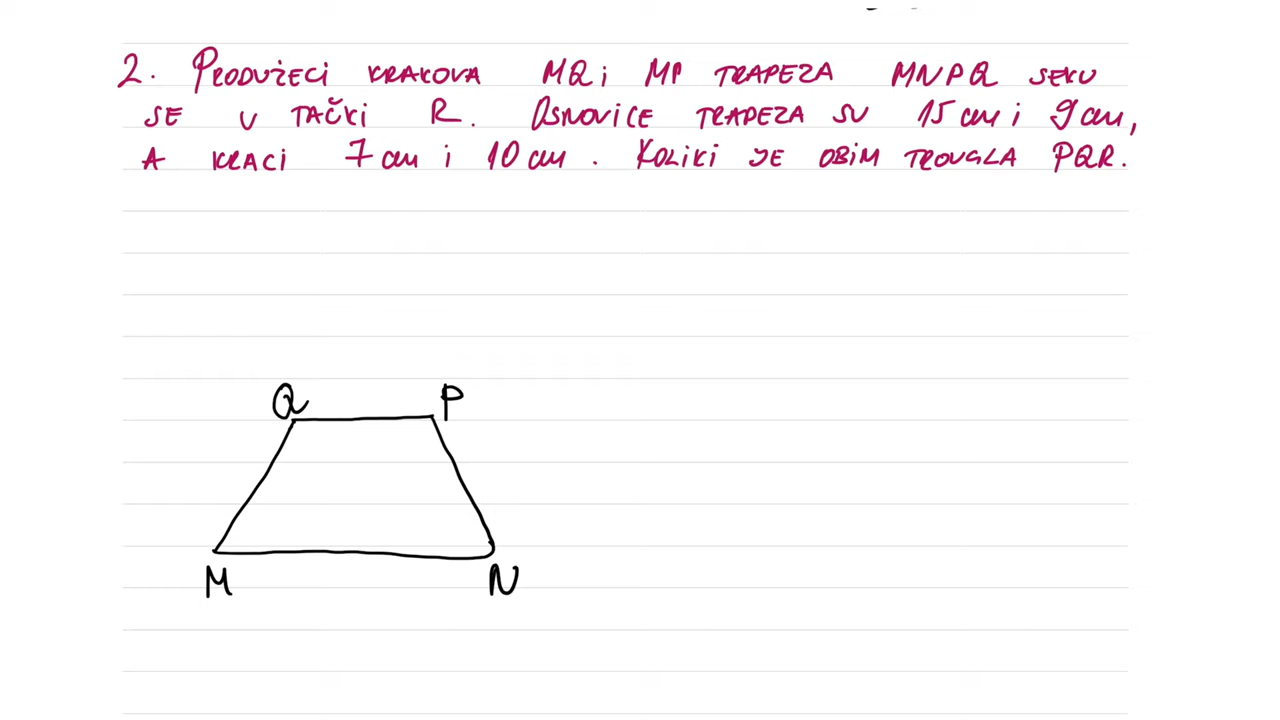 2. PRODUŽECI KRAKOVA MQ i MP TRAPEZA MNPQ SEKU
SE U TAČKI R. OSNOVICE TRAPEZA SU 15 cm i 9 cm,
A KRACI 7 cm i 10 cm. KOLIKI JE OBIM TROUGLA PQR.
Q P
M N